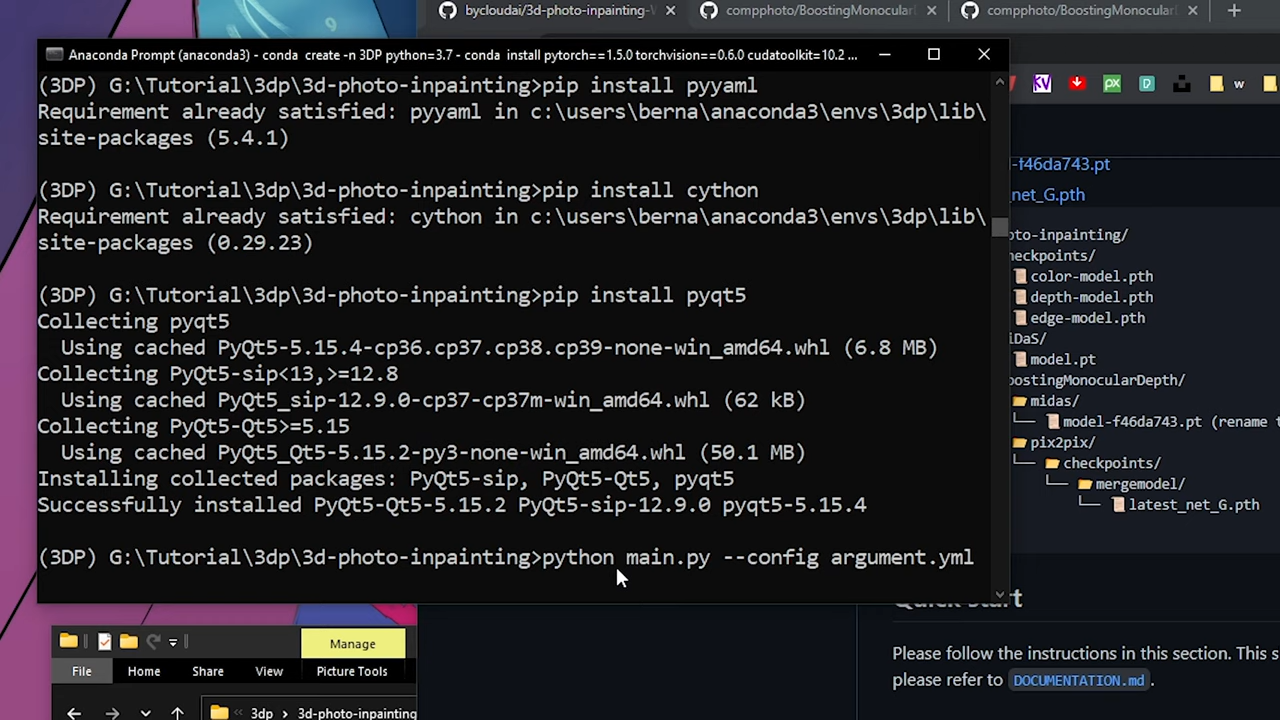 bycloudai/3d-photo-inpainting-
compphoto/BoostingMonocularD
compphoto/BoostingMonocularD
Anaconda Prompt (anaconda3) - conda  create -n 3DP python=3.7 - conda  install pytorch==1.5.0 torchvision==0.6.0 cudatoolkit=10.2 ...
(3DP) G:\Tutorial\3dp\3d-photo-inpainting>pip install pyyaml
Requirement already satisfied: pyyaml in c:\users\berna\anaconda3\envs\3dp\lib\
site-packages (5.4.1)
(3DP) G:\Tutorial\3dp\3d-photo-inpainting>pip install cython
Requirement already satisfied: cython in c:\users\berna\anaconda3\envs\3dp\lib\
site-packages (0.29.23)
(3DP) G:\Tutorial\3dp\3d-photo-inpainting>pip install pyqt5
Collecting pyqt5
Using cached PyQt5-5.15.4-cp36.cp37.cp38.cp39-none-win_amd64.whl (6.8 MB)
Collecting PyQt5-sip<13,>=12.8
Using cached PyQt5_sip-12.9.0-cp37-cp37m-win_amd64.whl (62 kB)
Collecting PyQt5-Qt5>=5.15
Using cached PyQt5_Qt5-5.15.2-py3-none-win_amd64.whl (50.1 MB)
Installing collected packages: PyQt5-sip, PyQt5-Qt5, pyqt5
Successfully installed PyQt5-Qt5-5.15.2 PyQt5-sip-12.9.0 pyqt5-5.15.4
(3DP) G:\Tutorial\3dp\3d-photo-inpainting>python main.py --config argument.yml
KV
px
w
-f46da743.pt
_net_G.pth
oto-inpainting/
heckpoints/
color-model.pth
depth-model.pth
edge-model.pth
iDaS/
model.pt
oostingMonocularDepth/
midas/
model-f46da743.pt (rename t
pix2pix/
checkpoints/
mergemodel/
latest_net_G.pth
Quick start
Please follow the instructions in this section. This s
please refer to DOCUMENTATION.md .
Manage
File Home Share View Picture Tools
3dp > 3d-photo-inpainting